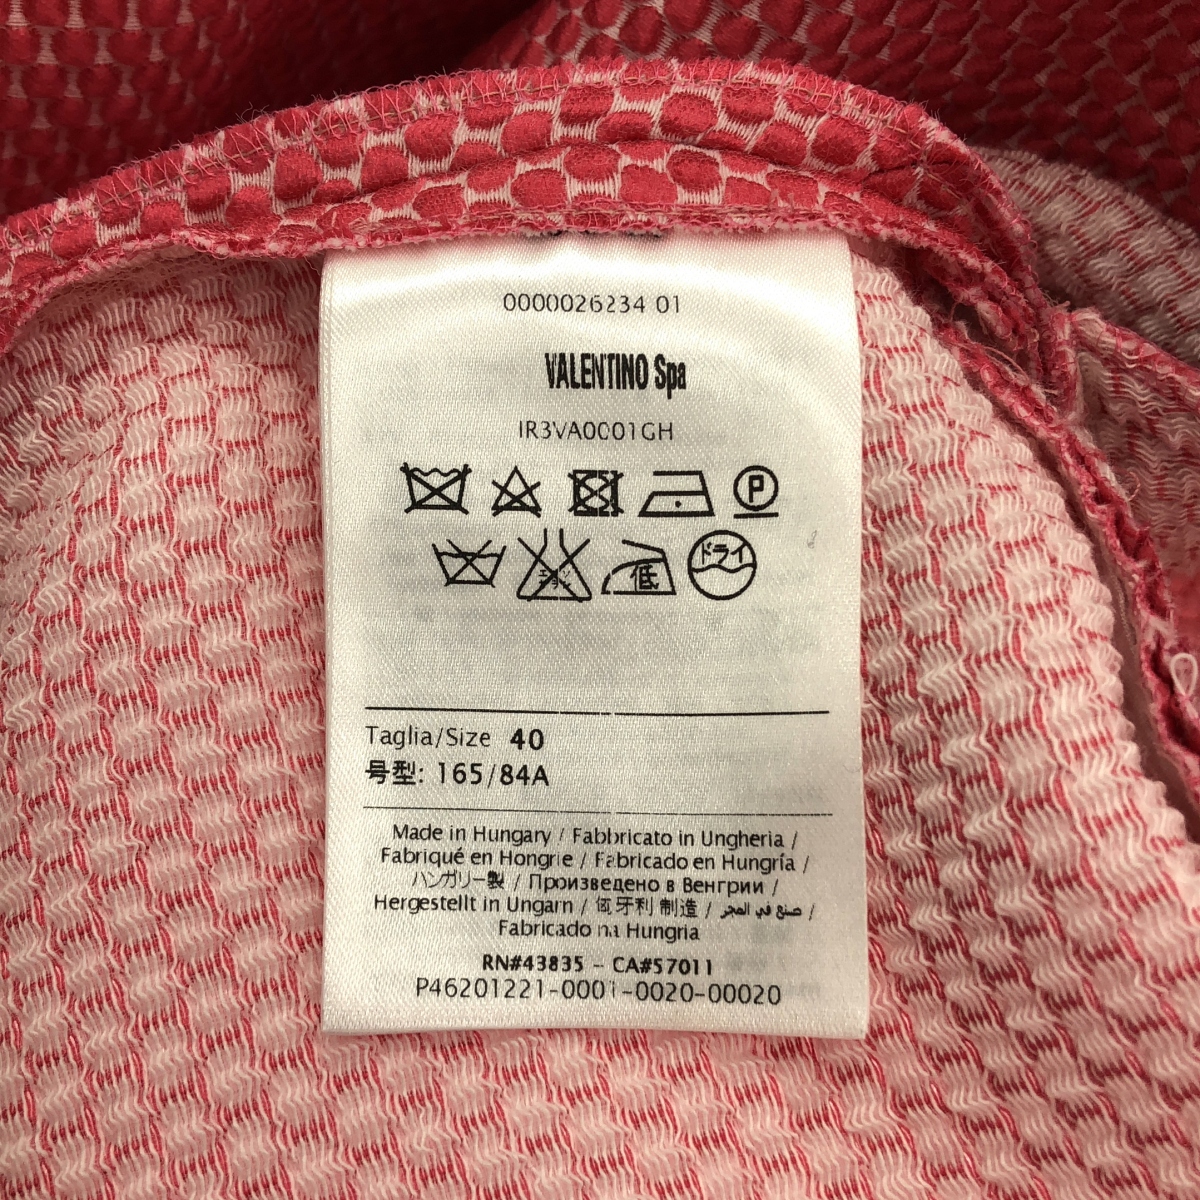 0000026234 01
VALENTINO Spa
IR3VA0001GH
P
ドライ
低
Taglia/Size 40
号型: 165/84A
Made in Hungary / Fabbricato in Ungheria /
Fabriqué en Hongrie / Fabricado en Hungría /
ハンガリー製 / Произведено в Венгрии /
Hergestellt in Ungarn / 匈牙利 制造 / صنع في المجر /
Fabricado na Hungria
RN#43835 - CA#57011
P46201221-0001-0020-00020